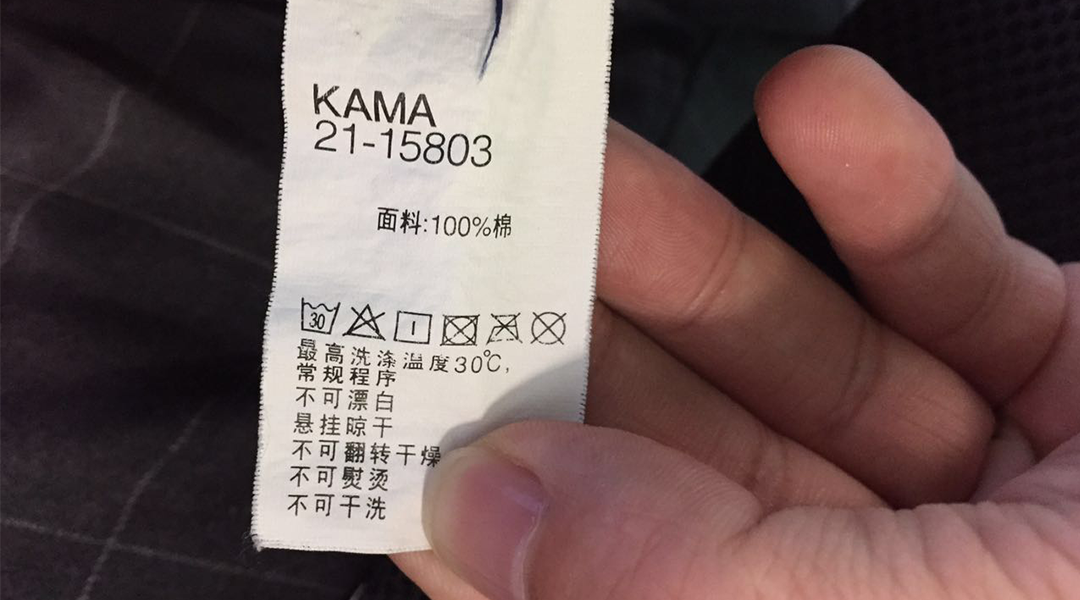 KAMA
21-15803
面料:100%棉
30
最高洗涤温度30℃,
常规程序
不可漂白
悬挂晾干
不可翻转干燥
不可熨烫
不可干洗